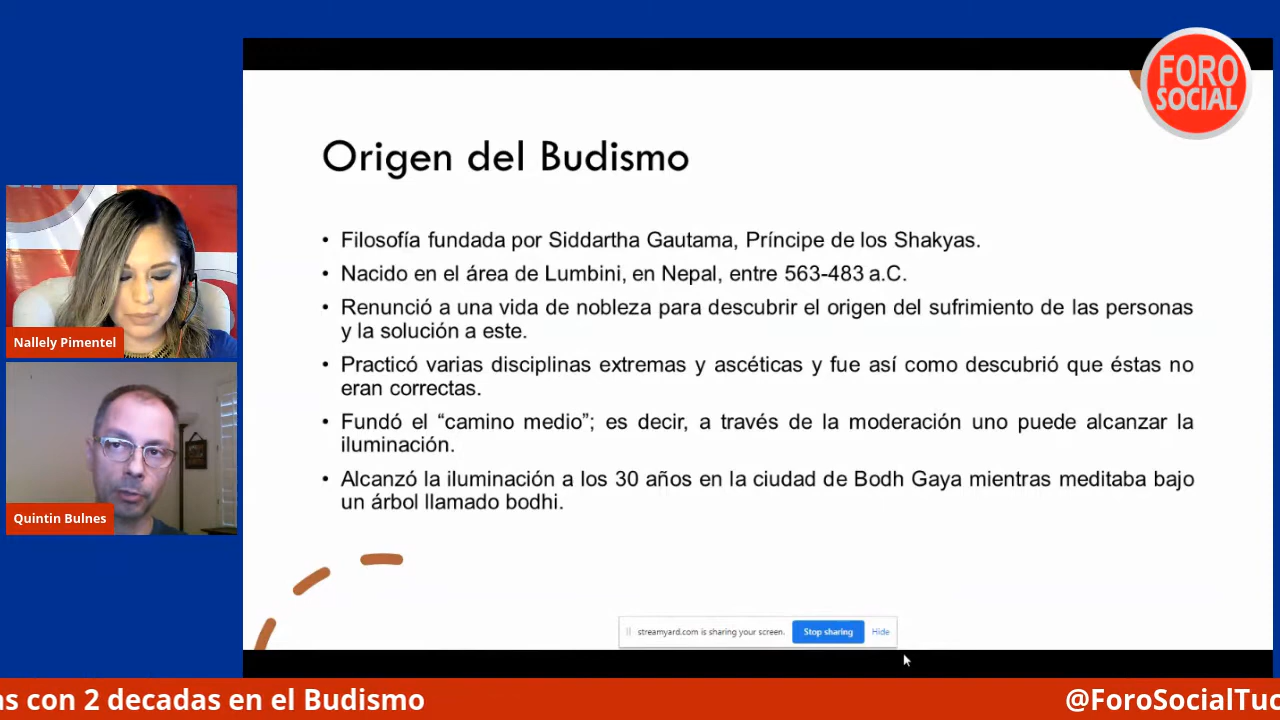 FORO
SOCIAL
Origen del Budismo
• Filosofía fundada por Siddartha Gautama, Príncipe de los Shakyas.
• Nacido en el área de Lumbini, en Nepal, entre 563-483 a.C.
• Renunció a una vida de nobleza para descubrir el origen del sufrimiento de las personas
y la solución a este.
• Practicó varias disciplinas extremas y ascéticas y fue así como descubrió que éstas no
eran correctas.
• Fundó el “camino medio”; es decir, a través de la moderación uno puede alcanzar la
iluminación.
• Alcanzó la iluminación a los 30 años en la ciudad de Bodh Gaya mientras meditaba bajo
un árbol llamado bodhi.
Nallely Pimentel
Quintin Bulnes
streamyard.com is sharing your screen. Stop sharing Hide
as con 2 decadas en el Budismo @ForoSocialTuc